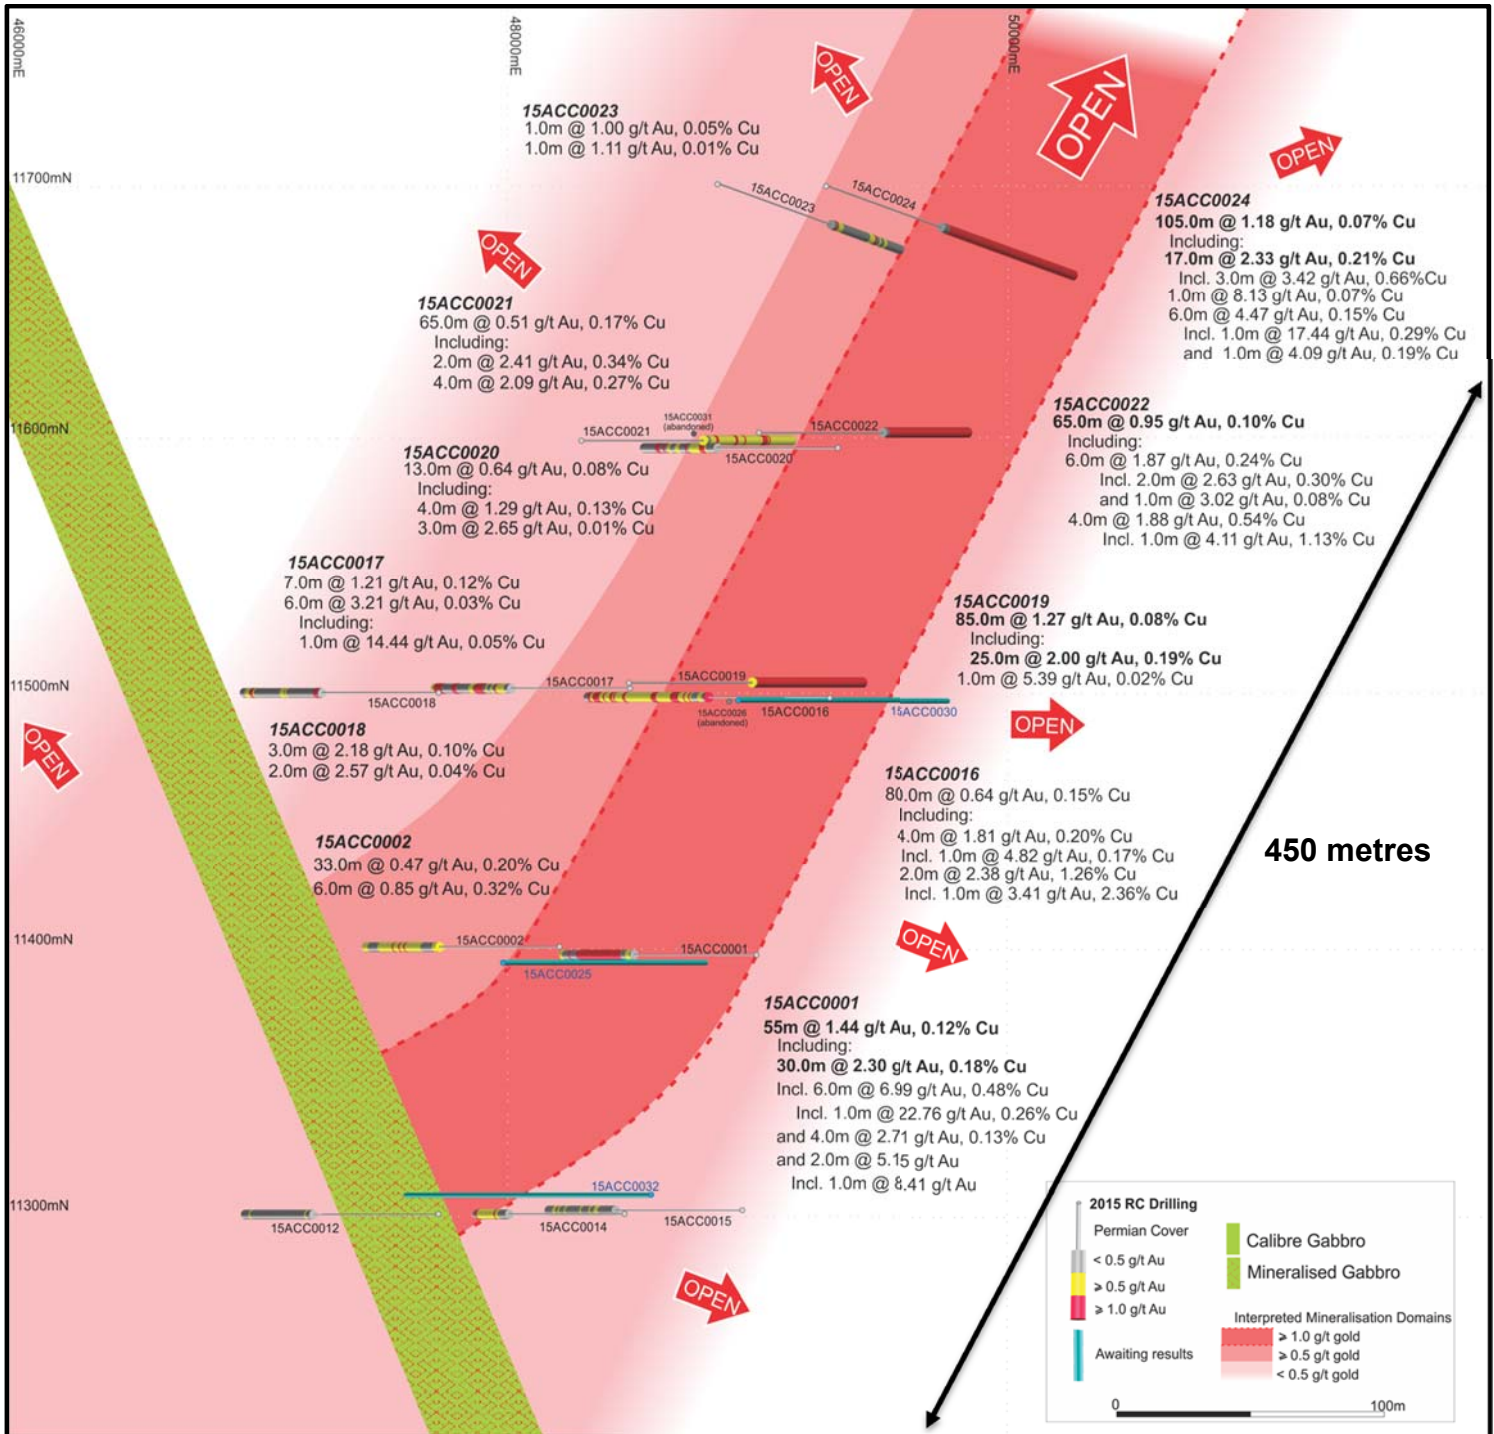 46000mE
48000mE
50000mE
OPEN
OPEN
OPEN
15ACC0023
1.0m @ 1.00 g/t Au, 0.05% Cu
1.0m @ 1.11 g/t Au, 0.01% Cu
11700mN
15ACC0023
15ACC0024
15ACC0024
105.0m @ 1.18 g/t Au, 0.07% Cu
Including:
17.0m @ 2.33 g/t Au, 0.21% Cu
Incl. 3.0m @ 3.42 g/t Au, 0.66%Cu
1.0m @ 8.13 g/t Au, 0.07% Cu
6.0m @ 4.47 g/t Au, 0.15% Cu
Incl. 1.0m @ 17.44 g/t Au, 0.29% Cu
and 1.0m @ 4.09 g/t Au, 0.19% Cu
OPEN
15ACC0021
65.0m @ 0.51 g/t Au, 0.17% Cu
Including:
2.0m @ 2.41 g/t Au, 0.34% Cu
4.0m @ 2.09 g/t Au, 0.27% Cu
11600mN
15ACC0021
15ACC0031
(abandoned)
15ACC0022
15ACC0020
15ACC0022
65.0m @ 0.95 g/t Au, 0.10% Cu
Including:
6.0m @ 1.87 g/t Au, 0.24% Cu
Incl. 2.0m @ 2.63 g/t Au, 0.30% Cu
and 1.0m @ 3.02 g/t Au, 0.08% Cu
4.0m @ 1.88 g/t Au, 0.54% Cu
Incl. 1.0m @ 4.11 g/t Au, 1.13% Cu
15ACC0020
13.0m @ 0.64 g/t Au, 0.08% Cu
Including:
4.0m @ 1.29 g/t Au, 0.13% Cu
3.0m @ 2.65 g/t Au, 0.01% Cu
15ACC0017
7.0m @ 1.21 g/t Au, 0.12% Cu
6.0m @ 3.21 g/t Au, 0.03% Cu
Including:
1.0m @ 14.44 g/t Au, 0.05% Cu
15ACC0019
85.0m @ 1.27 g/t Au, 0.08% Cu
Including:
25.0m @ 2.00 g/t Au, 0.19% Cu
1.0m @ 5.39 g/t Au, 0.02% Cu
11500mN
15ACC0018
15ACC0017
15ACC0019
15ACC0026
(abandoned)
15ACC0016
15ACC0030
OPEN
OPEN
15ACC0018
3.0m @ 2.18 g/t Au, 0.10% Cu
2.0m @ 2.57 g/t Au, 0.04% Cu
15ACC0016
80.0m @ 0.64 g/t Au, 0.15% Cu
Including:
4.0m @ 1.81 g/t Au, 0.20% Cu
Incl. 1.0m @ 4.82 g/t Au, 0.17% Cu
2.0m @ 2.38 g/t Au, 1.26% Cu
Incl. 1.0m @ 3.41 g/t Au, 2.36% Cu
450 metres
15ACC0002
33.0m @ 0.47 g/t Au, 0.20% Cu
6.0m @ 0.85 g/t Au, 0.32% Cu
11400mN
15ACC0002
15ACC0001
15ACC0025
OPEN
15ACC0001
55m @ 1.44 g/t Au, 0.12% Cu
Including:
30.0m @ 2.30 g/t Au, 0.18% Cu
Incl. 6.0m @ 6.99 g/t Au, 0.48% Cu
Incl. 1.0m @ 22.76 g/t Au, 0.26% Cu
and 4.0m @ 2.71 g/t Au, 0.13% Cu
and 2.0m @ 5.15 g/t Au
Incl. 1.0m @ 8.41 g/t Au
11300mN
15ACC0032
15ACC0012
15ACC0014
15ACC0015
OPEN
2015 RC Drilling
Permian Cover
< 0.5 g/t Au
⩾ 0.5 g/t Au
⩾ 1.0 g/t Au
Awaiting results
Calibre Gabbro
Mineralised Gabbro
Interpreted Mineralisation Domains
⩾ 1.0 g/t gold
⩾ 0.5 g/t gold
< 0.5 g/t gold
0
100m